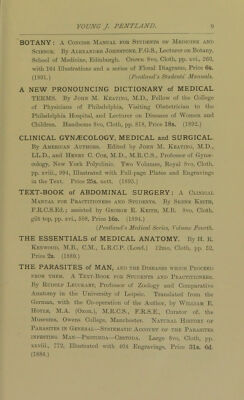 YOUNG J. PENTLAND. 9
BOTANY: A CONCISE MANUAL FOR STUDENTS OF MEDICINE AND
SCIENCE. By ALEXANDER JOHNSTONE, F.G.S., Lecturer on Botany,
School of Medicine, Edinburgh. Crown 8vo, Cloth, pp. xvi., 260,
with 164 Illustrations and a series of Floral Diagrams, Price 6s.
(1891.) (Pentland's Students' Manuals.
A NEW PRONOUNCING DICTIONARY OF MEDICAL
TERMS. By JOHN M. KEATING, M.D., Fellow of the College
of Physicians of Philadelphia, Visiting Obstetrician to the
Philadelphia Hospital, and Lecturer on Diseases of Women and
Children. Handsome 8vo, Cloth, pp. 818, Price 18s. (1892.)
CLINICAL GYNÆCOLOGY, MEDICAL AND SURGICAL.
By AMERICAN AUTHORS. Edited by JOHN M. KEATING, M.D.,
LL.D., and HENRY C. COE, M.D., M.R.C.S., Professor of Gynæ-
cology, New York Polyclinic. Two Volumes, Royal 8vo, Cloth,
pp. xviii., 994, Illustrated with Full-page Plates and Engravings
in the Text. Price 25s., nett. (1895.)
TEXT-BOOK OF ABDOMINAL SURGERY: A CLINICAL
MANUAL FOR PRACTITIONERS AND STUDENTS. By SKENE KEITH,
F.R.C.S.Ed.; assisted by GEORGE E. KEITH, M.B. 8vo, Cloth,
gilt top, pp. xvi., 508, Price 16s. (1894.)
(Pentland's Medical Series, Volume Fourth.
THE ESSENTIALS OF MEDICAL ANATOMY. By H. R.
KENWOOD, M.B., C.M., L.R.C.P. (Lond.). 12mo, Cloth, pp. 52,
Price 2s. (1889.)
THE PARASITES OF MAN, AND THE DISEASES WHICH PROCEED
FROM THEM. A TEXT-BOOK FOR STUDENTS AND PRACTITIONERS.
By RUDOLF LEUCKART, Professor of Zoology and Comparative
Anatomy in the University of Leipsic. Translated from the
German, with the Co-operation of the Author, by WILLIAM E.
HOYLE, M.A. (Oxon.), M.R.C.S., F.R.S.E., Curator of the
Museums, Owens College, Manchester. NATURAL HISTORY OF
PARASITES IN GENERAL—SYSTEMATIC ACCOUNT OF THE PARASITES
INFESTING MAN—PROTOZOA—CESTODA. Large 8vo, Cloth, pp.
xxviii., 772, Illustrated with 404 Engravings, Price 31s. 6d.
(1886.)